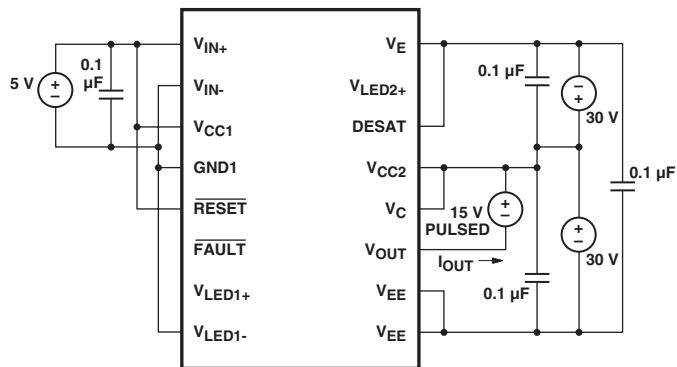 V_IN+
V_E
0.1
µF
0.1 µF
5 V
V_IN-
V_LED2+
30 V
V_CC1
DESAT
GND1
V_CC2
0.1 µF
RESET
V_C
15 V
PULSED
FAULT
V_OUT
I_OUT
30 V
V_LED1+
V_EE
0.1 µF
V_LED1-
V_EE